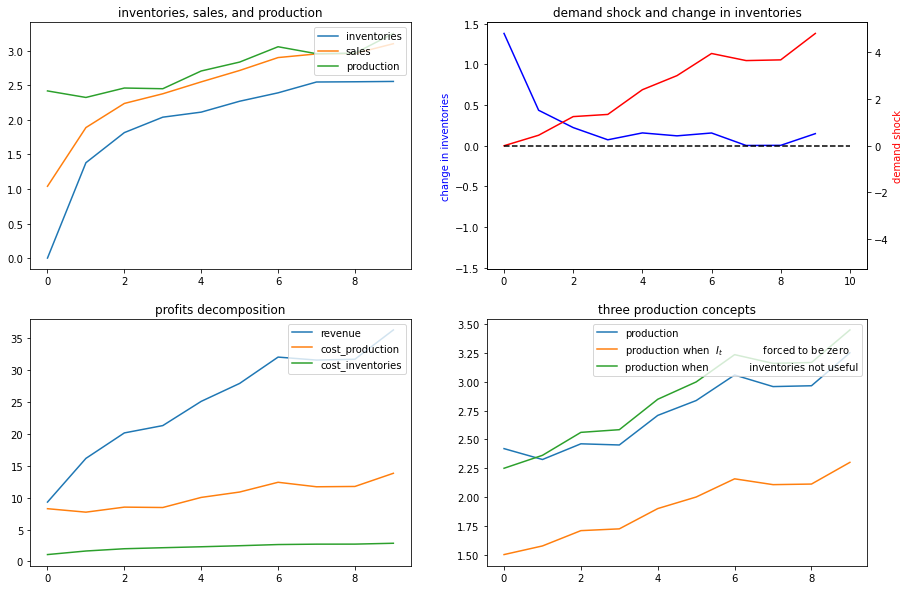 inventories, sales, and production
3.0
2.5
2.0
1.5
1.0
0.5
0.0
0 2 4 6 8
inventories
sales
production
demand shock and change in inventories
1.5
1.0
0.5
0.0
−0.5
−1.0
−1.5
change in inventories
0 2 4 6 8 10
4
2
0
−2
−4
demand shock
profits decomposition
35
30
25
20
15
10
5
0
0 2 4 6 8
revenue
cost_production
cost_inventories
three production concepts
3.50
3.25
3.00
2.75
2.50
2.25
2.00
1.75
1.50
0 2 4 6 8
production
production when I_t forced to be zero
production when inventories not useful